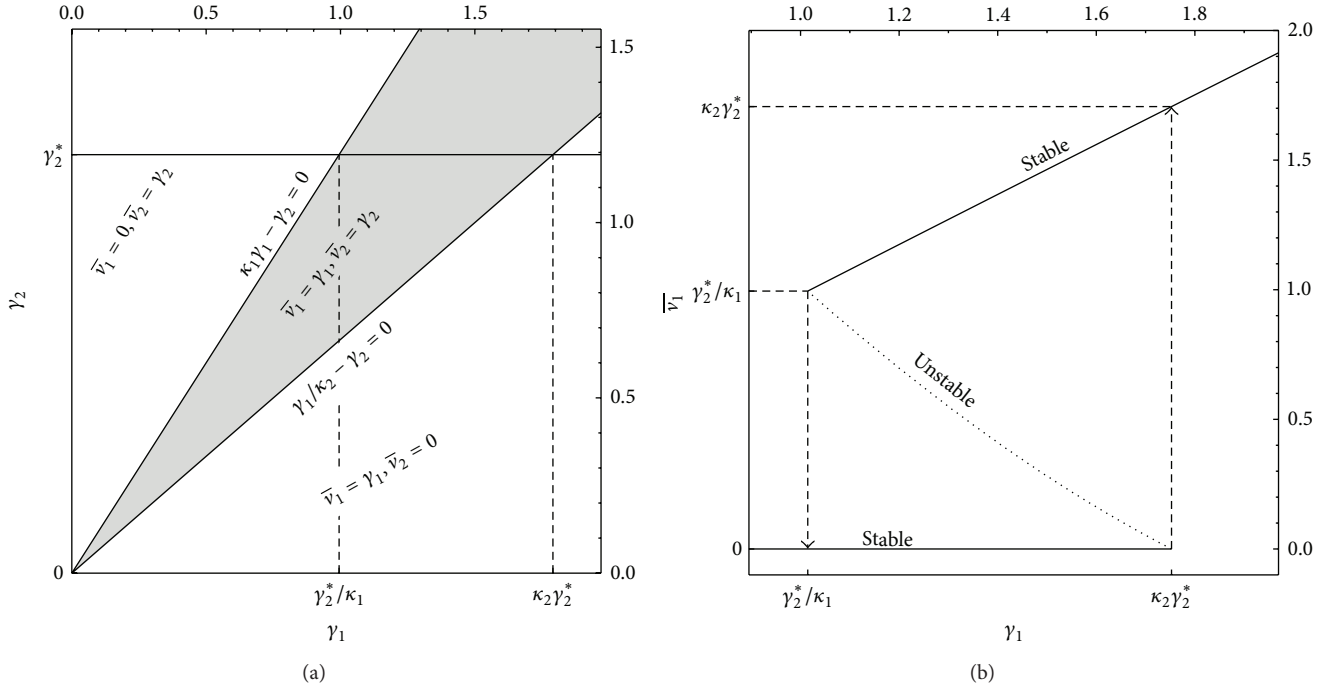 0.0 0.5 1.0 1.5
1.5
1.0
0.5
0.0
γ₂*
0
γ₂
ν̅₁ = 0, ν̅₂ = γ₂
κ₁γ₁ − γ₂ = 0
ν̅₁ = γ₁, ν̅₂ = γ₂
γ₁/κ₂ − γ₂ = 0
ν̅₁ = γ₁, ν̅₂ = 0
γ₂*/κ₁ κ₂γ₂*
γ₁
(a)
1.0 1.2 1.4 1.6 1.8
2.0
1.5
1.0
0.5
0.0
κ₂γ₂*
ν̅₁ γ₂*/κ₁
0
Stable
Unstable
Stable
γ₂*/κ₁ κ₂γ₂*
γ₁
(b)